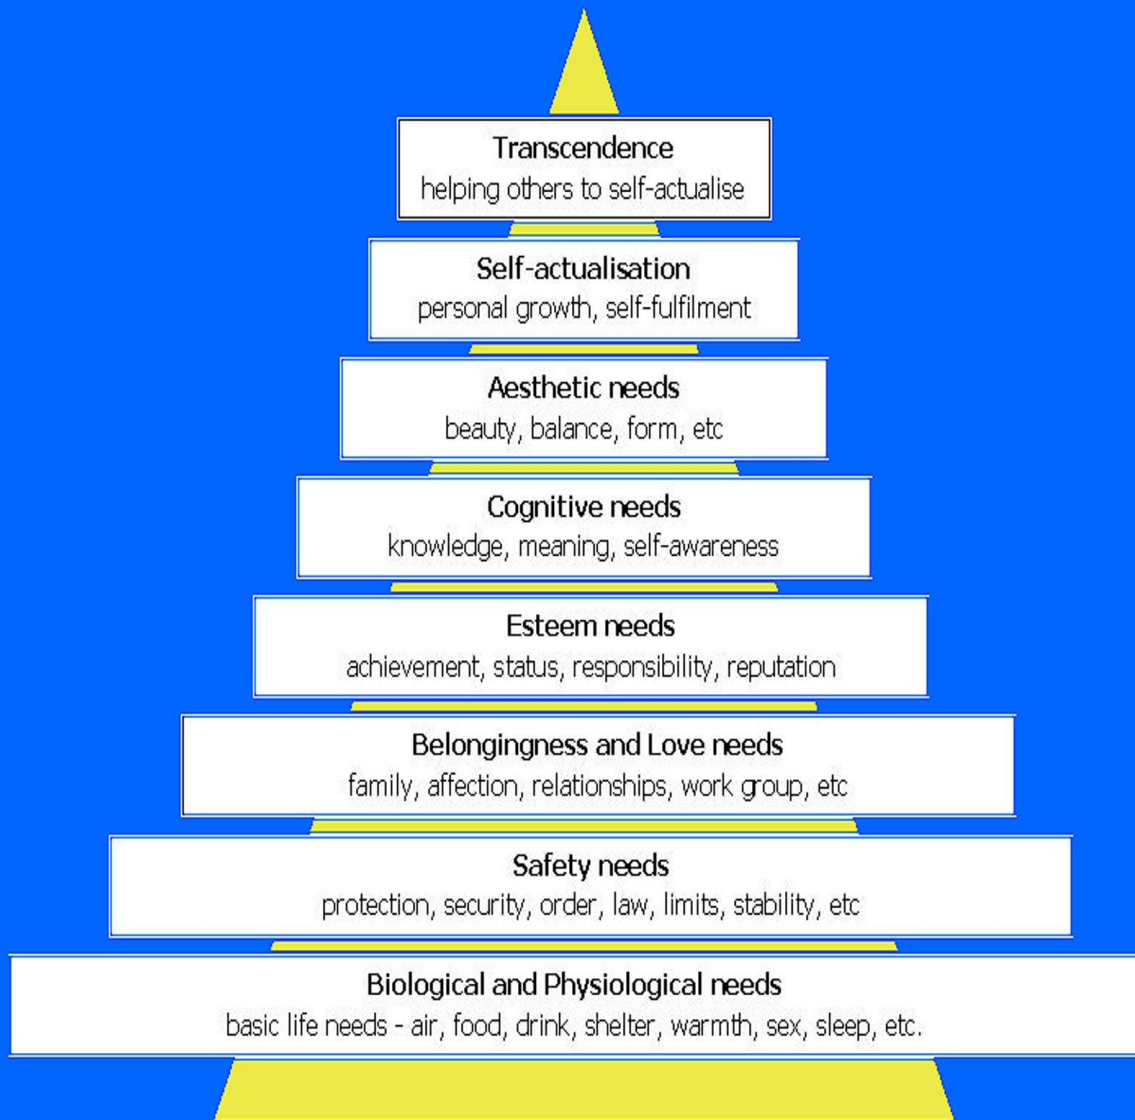 Transcendence
helping others to self-actualise
Self-actualisation
personal growth, self-fulfilment
Aesthetic needs
beauty, balance, form, etc
Cognitive needs
knowledge, meaning, self-awareness
Esteem needs
achievement, status, responsibility, reputation
Belongingness and Love needs
family, affection, relationships, work group, etc
Safety needs
protection, security, order, law, limits, stability, etc
Biological and Physiological needs
basic life needs - air, food, drink, shelter, warmth, sex, sleep, etc.